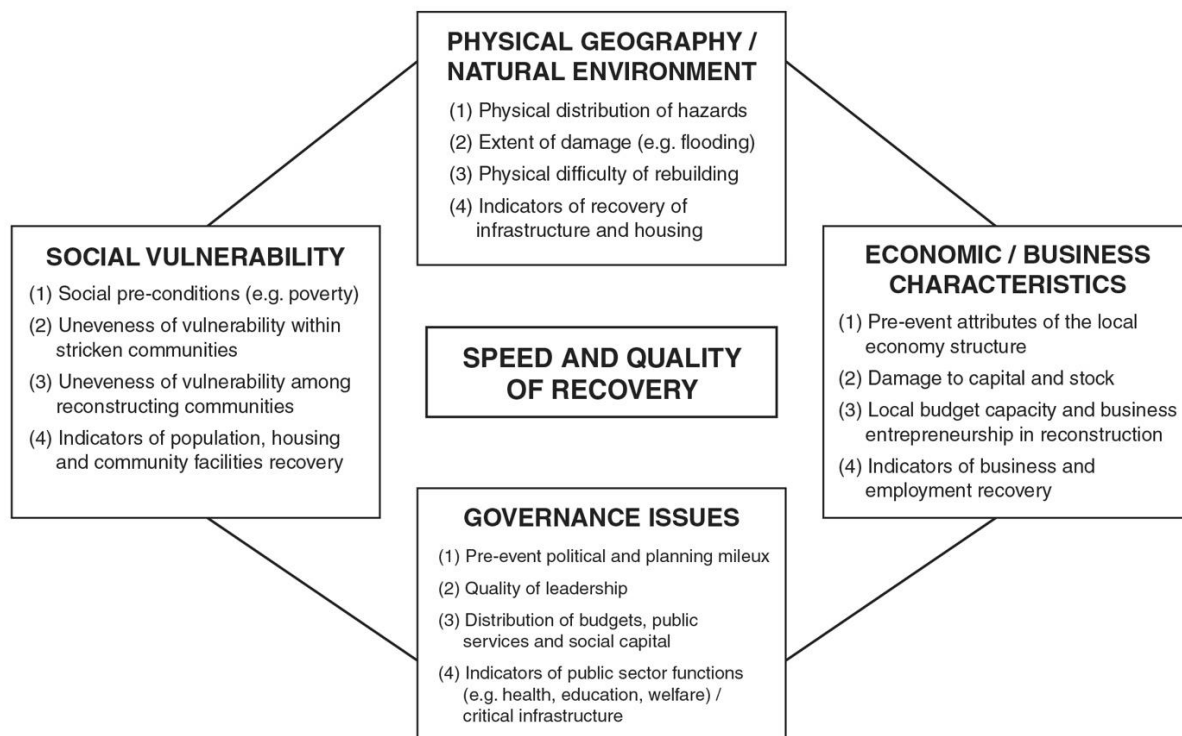 PHYSICAL GEOGRAPHY /
NATURAL ENVIRONMENT
(1) Physical distribution of hazards
(2) Extent of damage (e.g. flooding)
(3) Physical difficulty of rebuilding
(4) Indicators of recovery of
infrastructure and housing
SOCIAL VULNERABILITY
(1) Social pre-conditions (e.g. poverty)
(2) Uneveness of vulnerability within
stricken communities
(3) Uneveness of vulnerability among
reconstructing communities
(4) Indicators of population, housing
and community facilities recovery
SPEED AND QUALITY
OF RECOVERY
ECONOMIC / BUSINESS
CHARACTERISTICS
(1) Pre-event attributes of the local
economy structure
(2) Damage to capital and stock
(3) Local budget capacity and business
entrepreneurship in reconstruction
(4) Indicators of business and
employment recovery
GOVERNANCE ISSUES
(1) Pre-event political and planning mileux
(2) Quality of leadership
(3) Distribution of budgets, public
services and social capital
(4) Indicators of public sector functions
(e.g. health, education, welfare) /
critical infrastructure